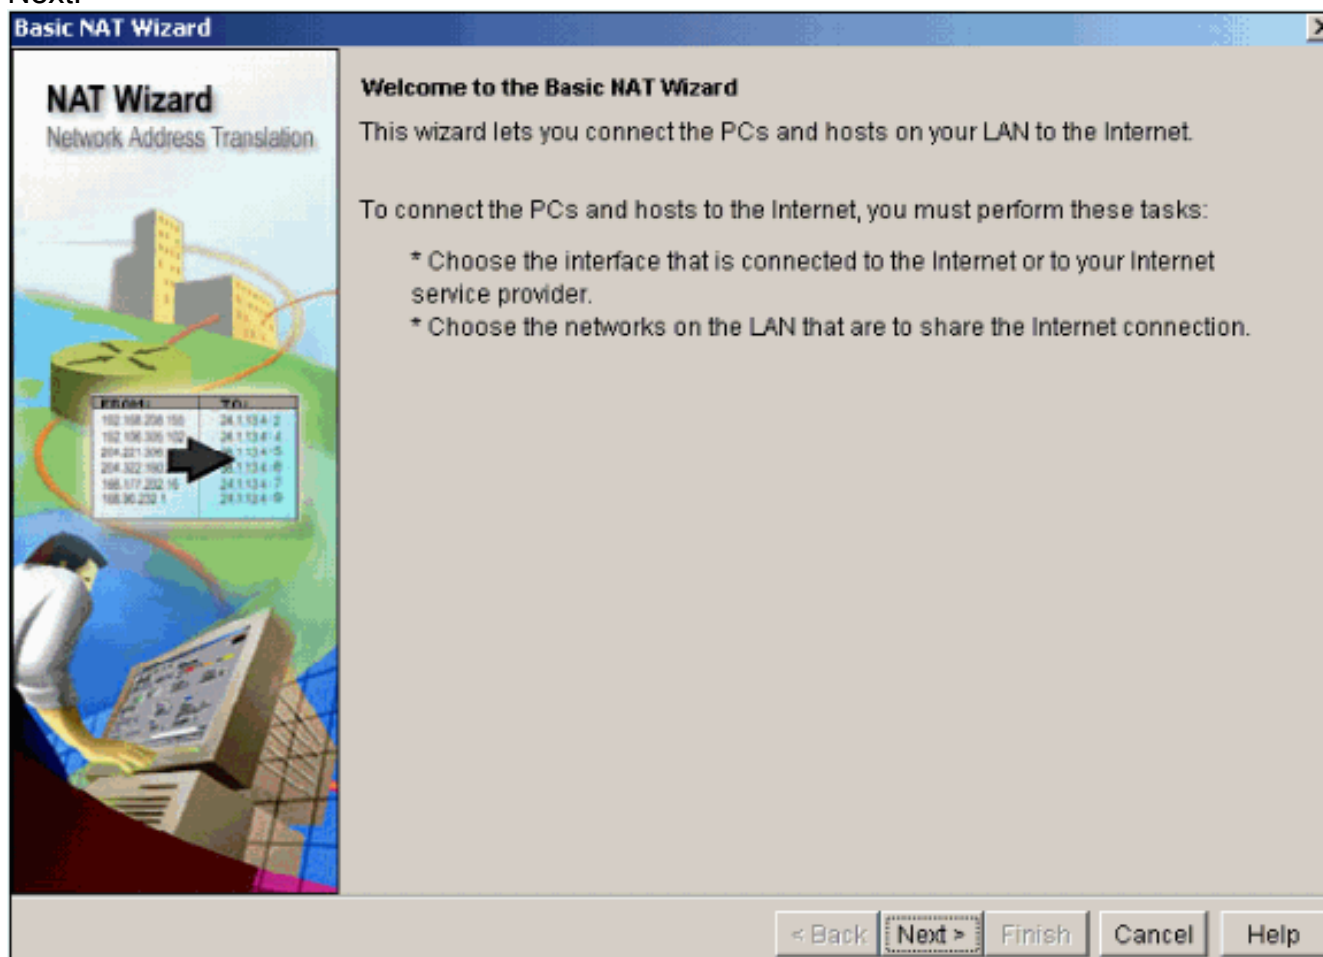 Next.
Basic NAT Wizard
NAT Wizard
Network Address Translation
Welcome to the Basic NAT Wizard
This wizard lets you connect the PCs and hosts on your LAN to the Internet.
To connect the PCs and hosts to the Internet, you must perform these tasks:
* Choose the interface that is connected to the Internet or to your Internet
service provider.
* Choose the networks on the LAN that are to share the Internet connection.
FROM: TO:
< Back Next > Finish Cancel Help